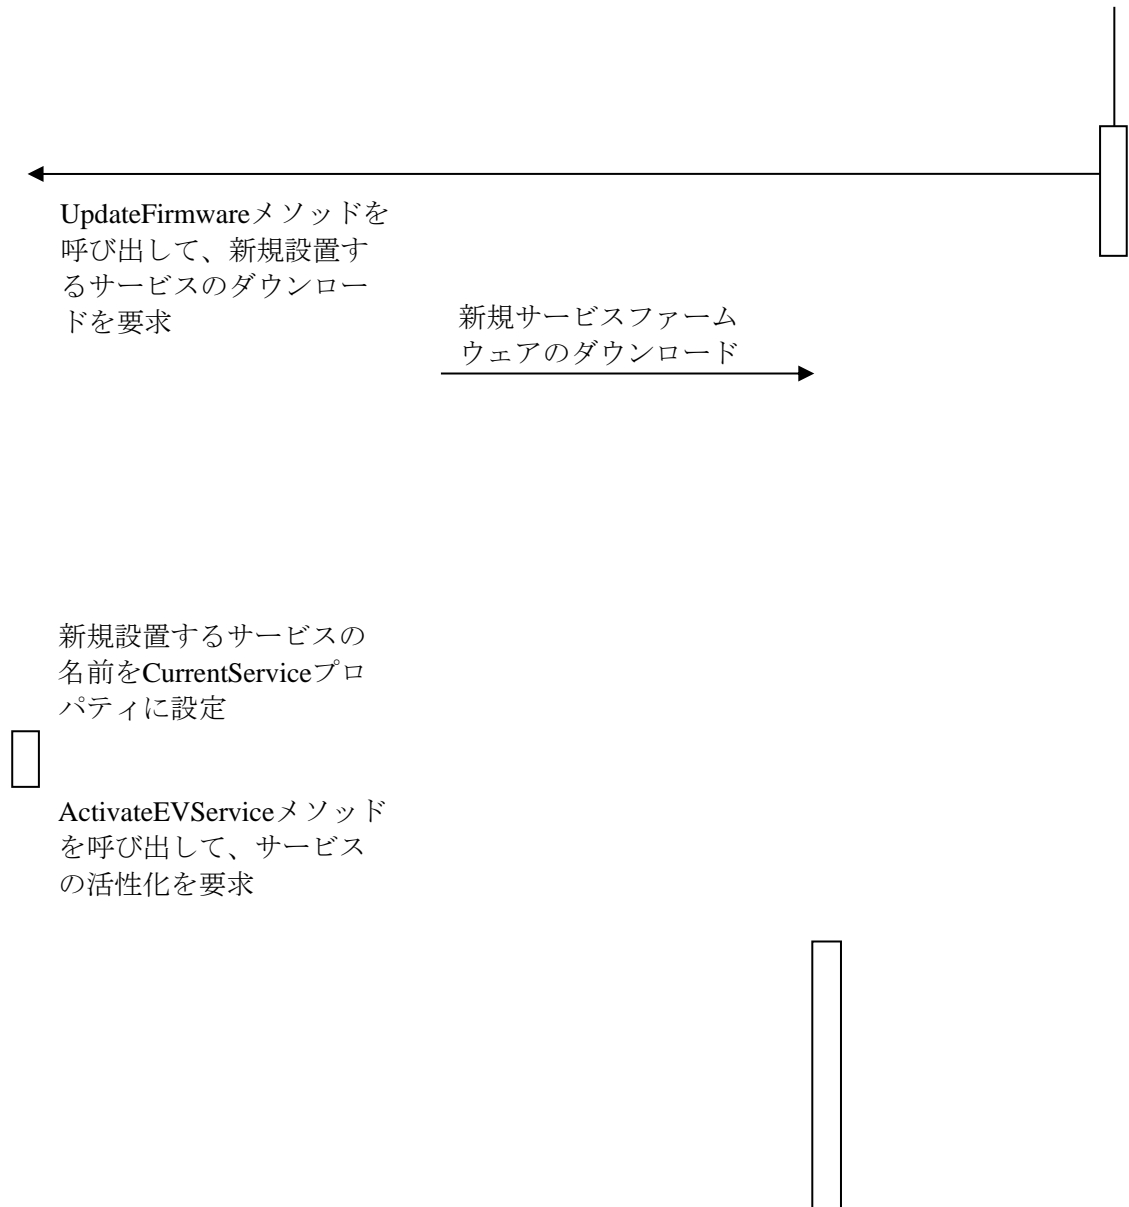 UpdateFirmwareメソッドを
呼び出して、新規設置す
るサービスのダウンロー
ドを要求
新規サービスファーム
ウェアのダウンロード
新規設置するサービスの
名前をCurrentServiceプロ
パティに設定
ActivateEVServiceメソッド
を呼び出して、サービス
の活性化を要求